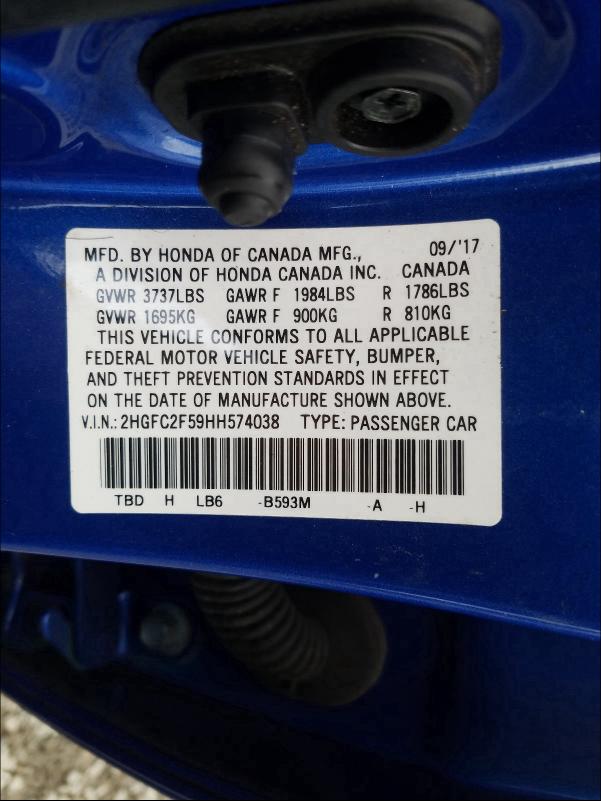 MFD. BY HONDA OF CANADA MFG., 09/'17
A DIVISION OF HONDA CANADA INC. CANADA
GVWR 3737LBS GAWR F 1984LBS R 1786LBS
GVWR 1695KG GAWR F 900KG R 810KG
THIS VEHICLE CONFORMS TO ALL APPLICABLE
FEDERAL MOTOR VEHICLE SAFETY, BUMPER,
AND THEFT PREVENTION STANDARDS IN EFFECT
ON THE DATE OF MANUFACTURE SHOWN ABOVE.
V.I.N.: 2HGFC2F59HH574038 TYPE: PASSENGER CAR
TBD H LB6 -B593M -A -H